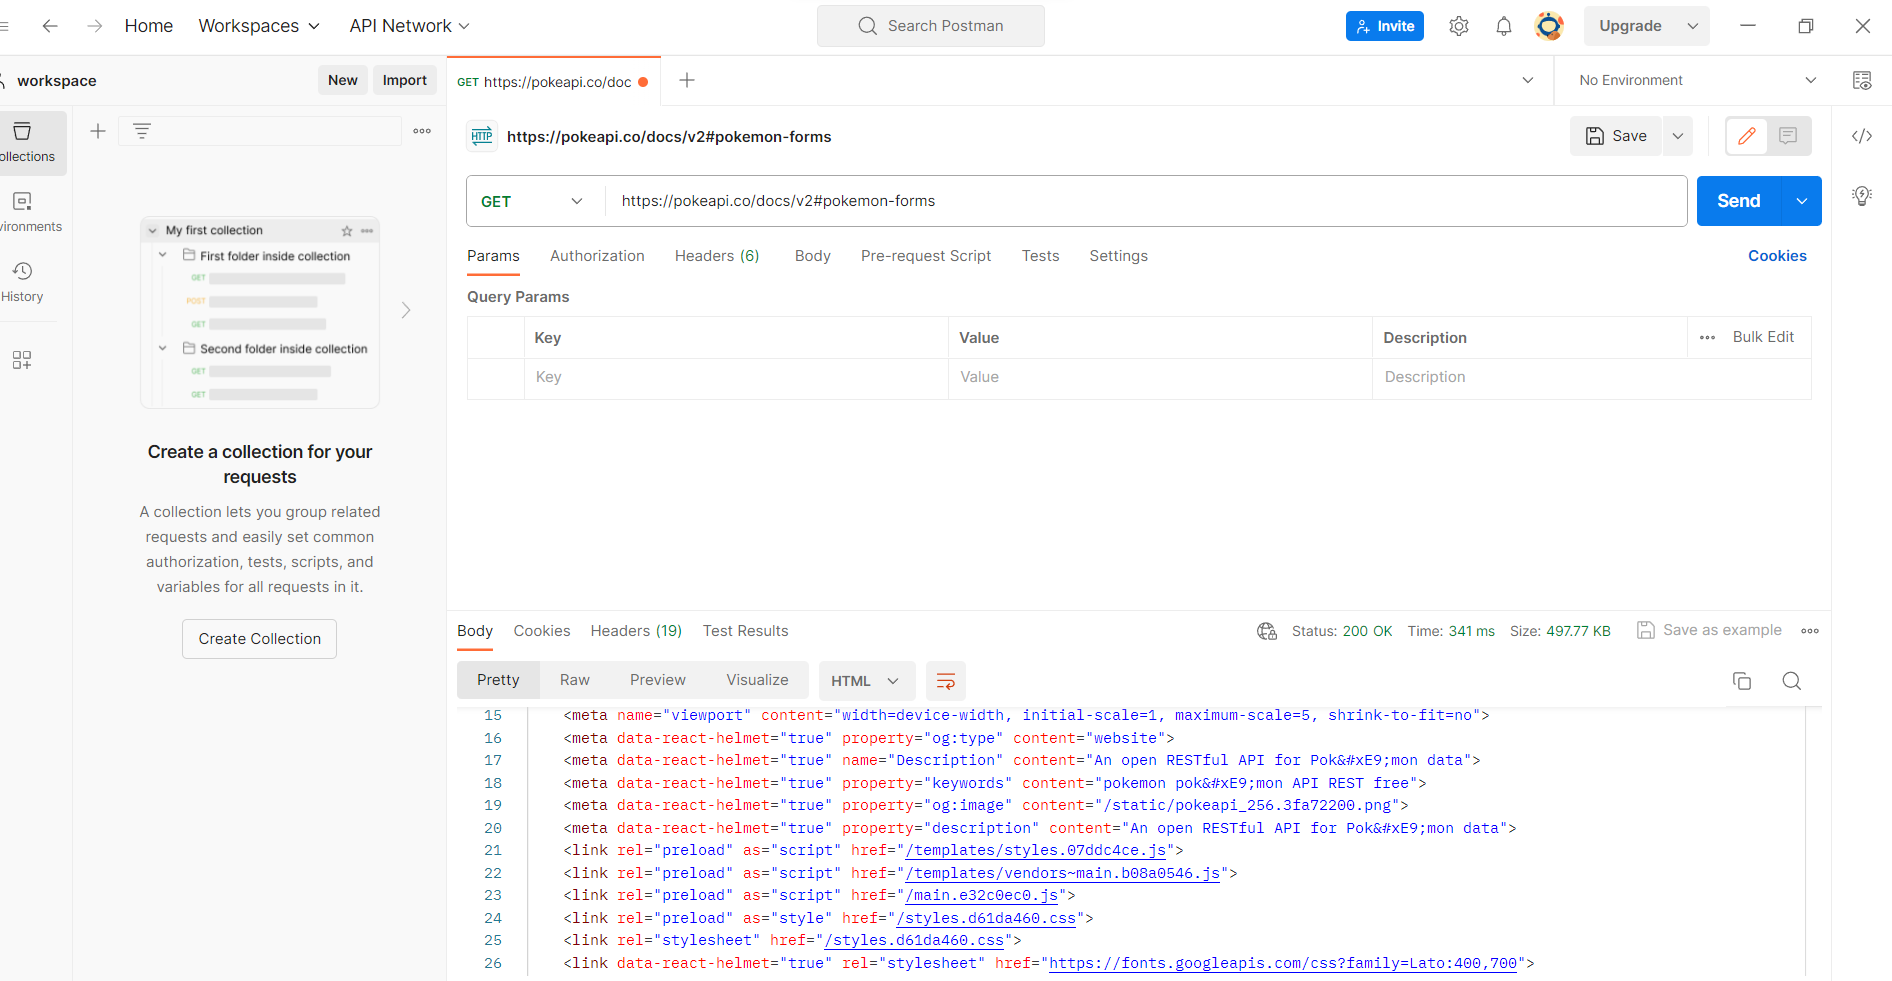 Home Workspaces API Network Search Postman Invite Upgrade
workspace New Import GET https://pokeapi.co/doc No Environment
ollections
HTTP https://pokeapi.co/docs/v2#pokemon-forms Save
GET https://pokeapi.co/docs/v2#pokemon-forms Send
vironments
History
Params Authorization Headers (6) Body Pre-request Script Tests Settings Cookies
Query Params
Key Value Description Bulk Edit
Key Value Description
My first collection
First folder inside collection
GET
POST
GET
Second folder inside collection
GET
GET
Create a collection for your
requests
A collection lets you group related
requests and easily set common
authorization, tests, scripts, and
variables for all requests in it.
Create Collection
Body Cookies Headers (19) Test Results Status: 200 OK Time: 341 ms Size: 497.77 KB Save as example
Pretty Raw Preview Visualize HTML
15 <meta name="viewport" content="width=device-width, initial-scale=1, maximum-scale=5, shrink-to-fit=no">
16 <meta data-react-helmet="true" property="og:type" content="website">
17 <meta data-react-helmet="true" name="Description" content="An open RESTful API for Pok&#xE9;mon data">
18 <meta data-react-helmet="true" property="keywords" content="pokemon pok&#xE9;mon API REST free">
19 <meta data-react-helmet="true" property="og:image" content="/static/pokeapi_256.3fa72200.png">
20 <meta data-react-helmet="true" property="description" content="An open RESTful API for Pok&#xE9;mon data">
21 <link rel="preload" as="script" href="/templates/styles.07ddc4ce.js">
22 <link rel="preload" as="script" href="/templates/vendors~main.b08a0546.js">
23 <link rel="preload" as="script" href="/main.e32c0ec0.js">
24 <link rel="preload" as="style" href="/styles.d61da460.css">
25 <link rel="stylesheet" href="/styles.d61da460.css">
26 <link data-react-helmet="true" rel="stylesheet" href="https://fonts.googleapis.com/css?family=Lato:400,700">